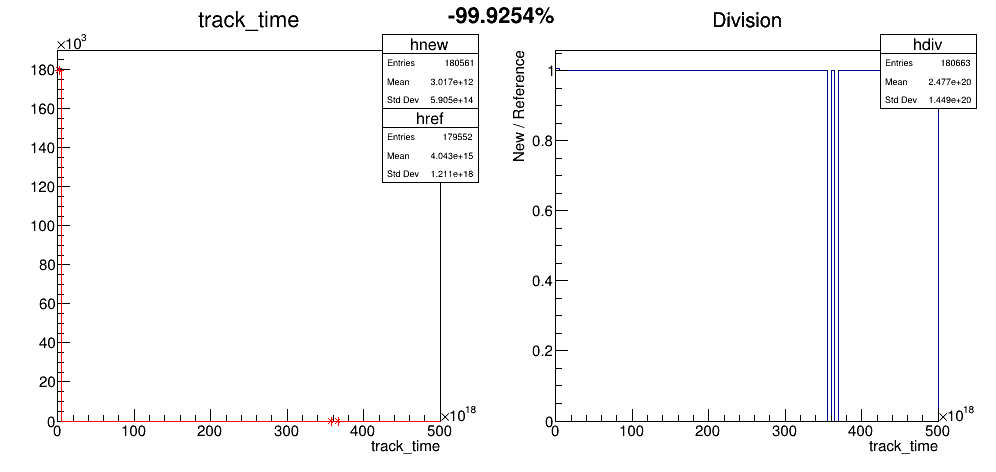 track_time
-99.9254%
Division
×10³
hnew
Entries 180561
Mean 3.017e+12
Std Dev 5.905e+14
href
Entries 179552
Mean 4.043e+15
Std Dev 1.211e+18
180
160
140
120
100
80
60
40
20
0
0 100 200 300 400 500
×10¹⁸
track_time
hdiv
Entries 180663
Mean 2.477e+20
Std Dev 1.449e+20
New / Reference
1
0.8
0.6
0.4
0.2
0
0 100 200 300 400 500
×10¹⁸
track_time